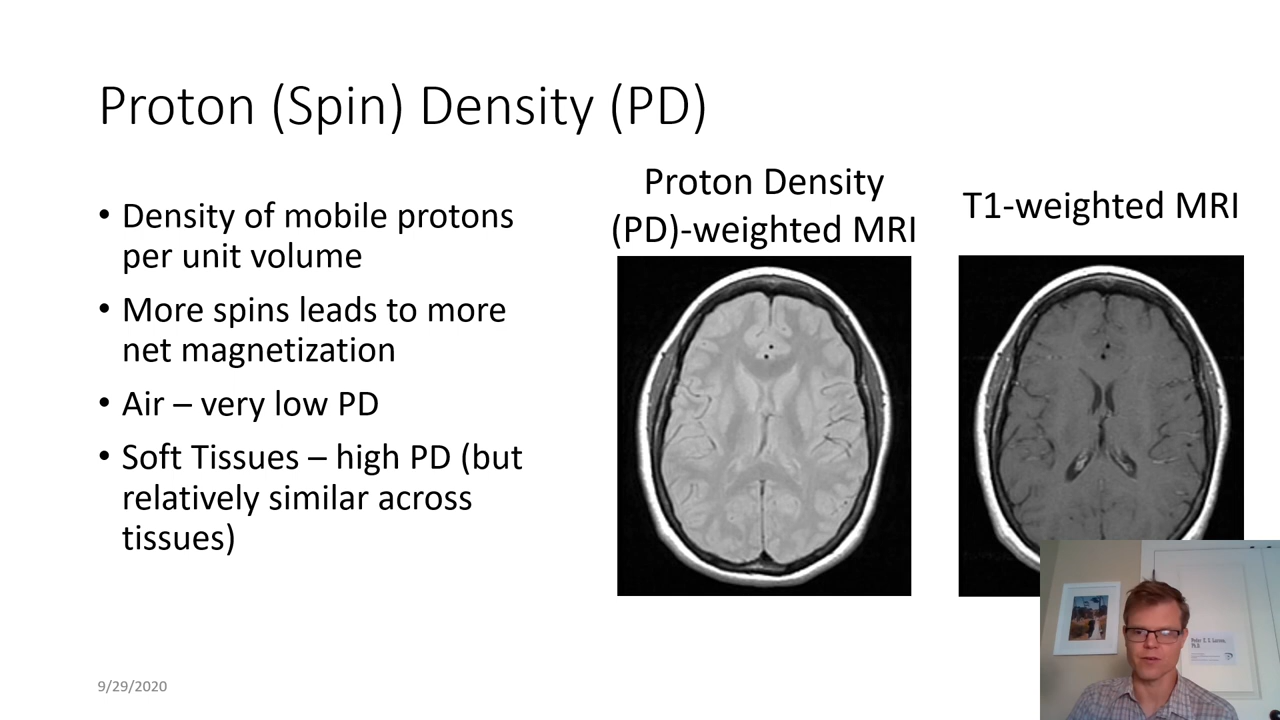 Proton (Spin) Density (PD)
• Density of mobile protons
per unit volume
• More spins leads to more
net magnetization
• Air – very low PD
• Soft Tissues – high PD (but
relatively similar across
tissues)
Proton Density
(PD)-weighted MRI
T1-weighted MRI
9/29/2020
Ph.D.